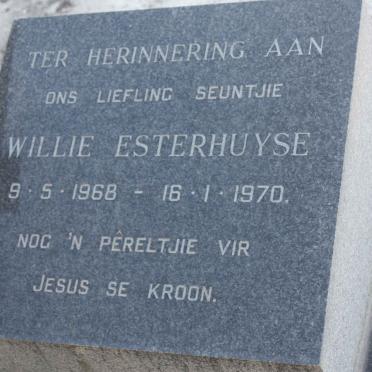 TER HERINNERING AAN
ONS LIEFLING SEUNTJIE
WILLIE ESTERHUYSE
9·5·1968 - 16·1·1970.
NOG 'N PÊRELTJIE VIR
JESUS SE KROON.